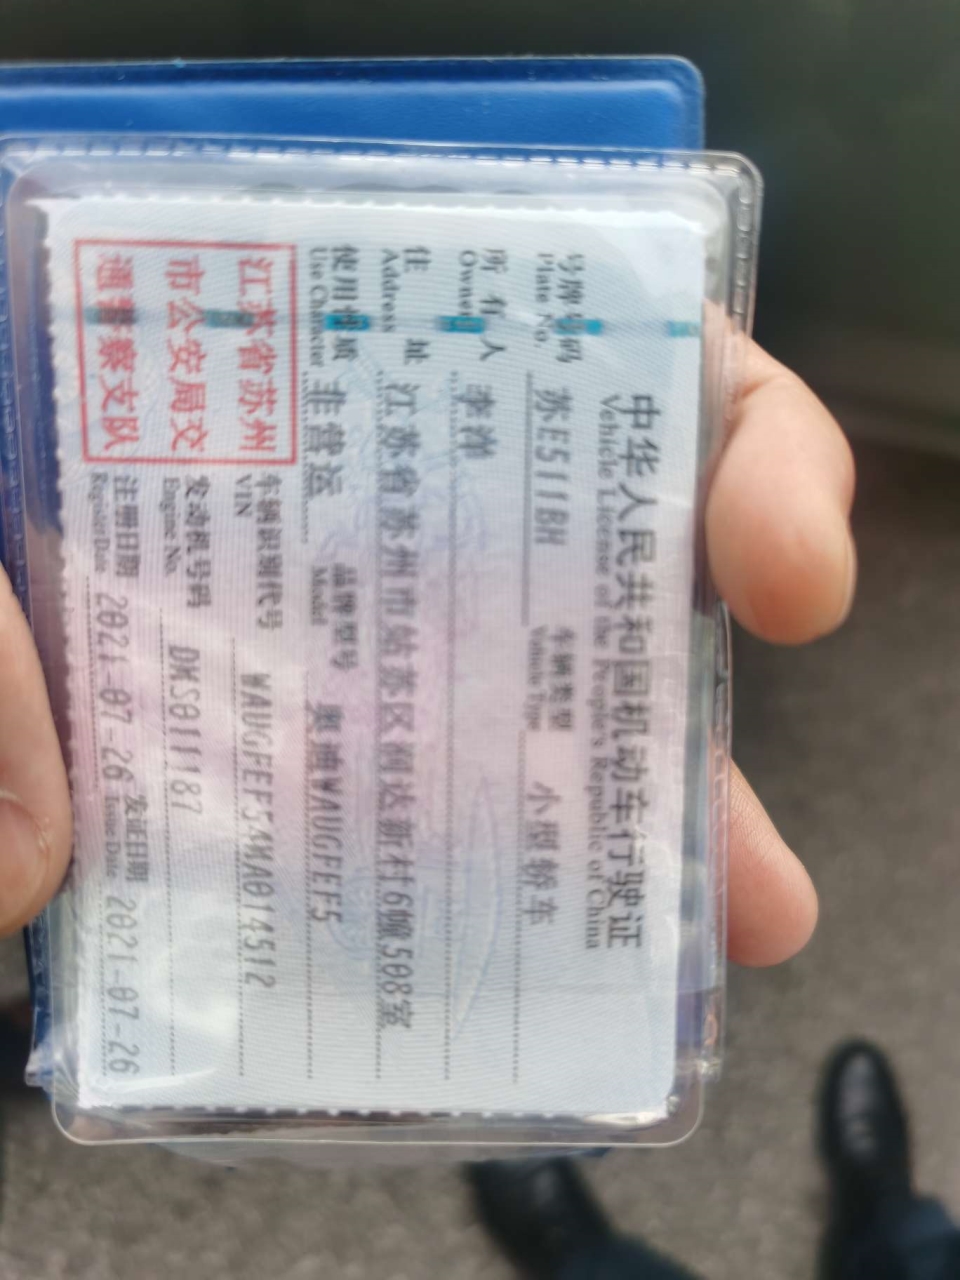 中华人民共和国机动车行驶证
Vehicle License of the People's Republic of China
号牌号码 苏E511BH 车辆类型 小型轿车
Plate No. Vehicle Type
所有人 李
Owner
住址 江苏省苏州市姑苏区 达新村6幢508室
Address
使用性质 非营运 品牌型号 奥迪WAUGFEF5
Use Character Model
江苏省苏州
市公安局交
通警察支队
车辆识别代号 WAUGFEF54MA014512
VIN
发动机号码 DMS011187
Engine No.
注册日期 2021-07-26 发证日期 2021-07-26
Register Date Issue Date